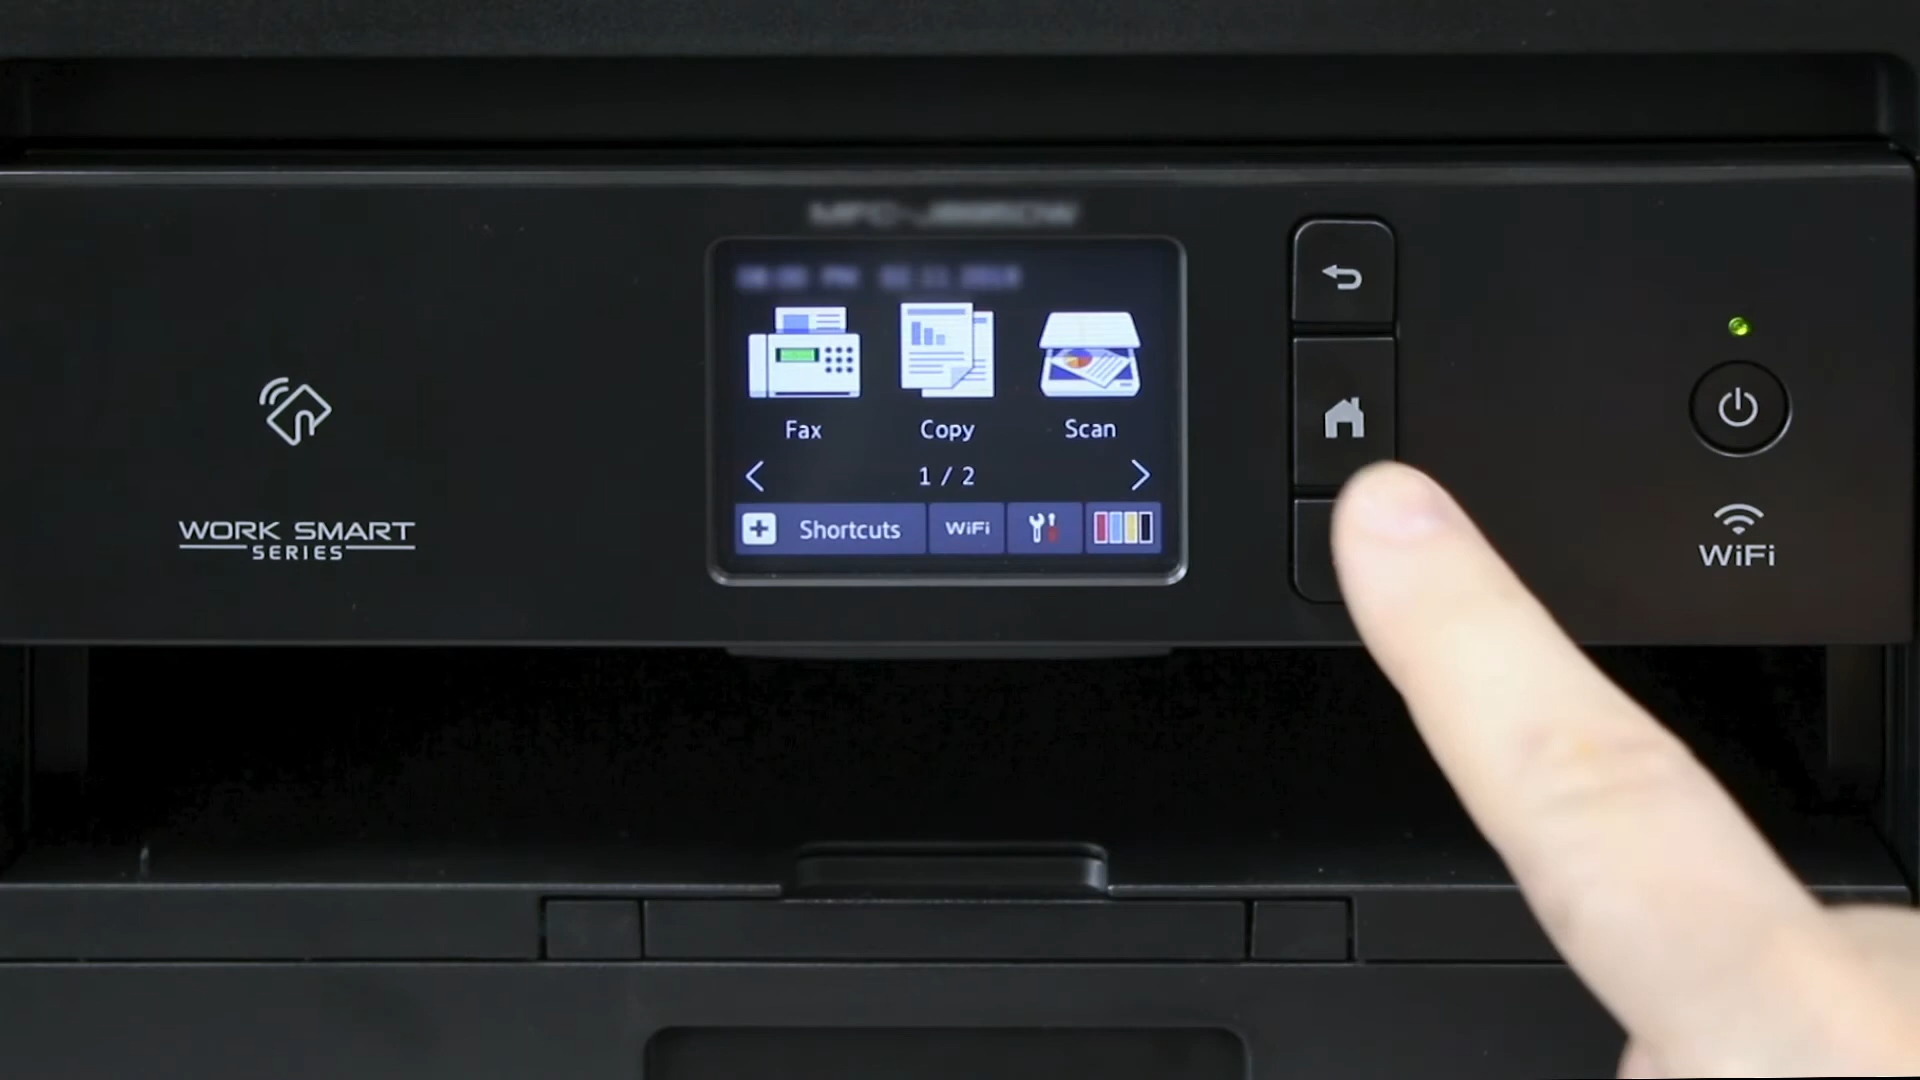 Fax Copy Scan
1 / 2
Shortcuts WiFi
WORK SMART
SERIES
WiFi